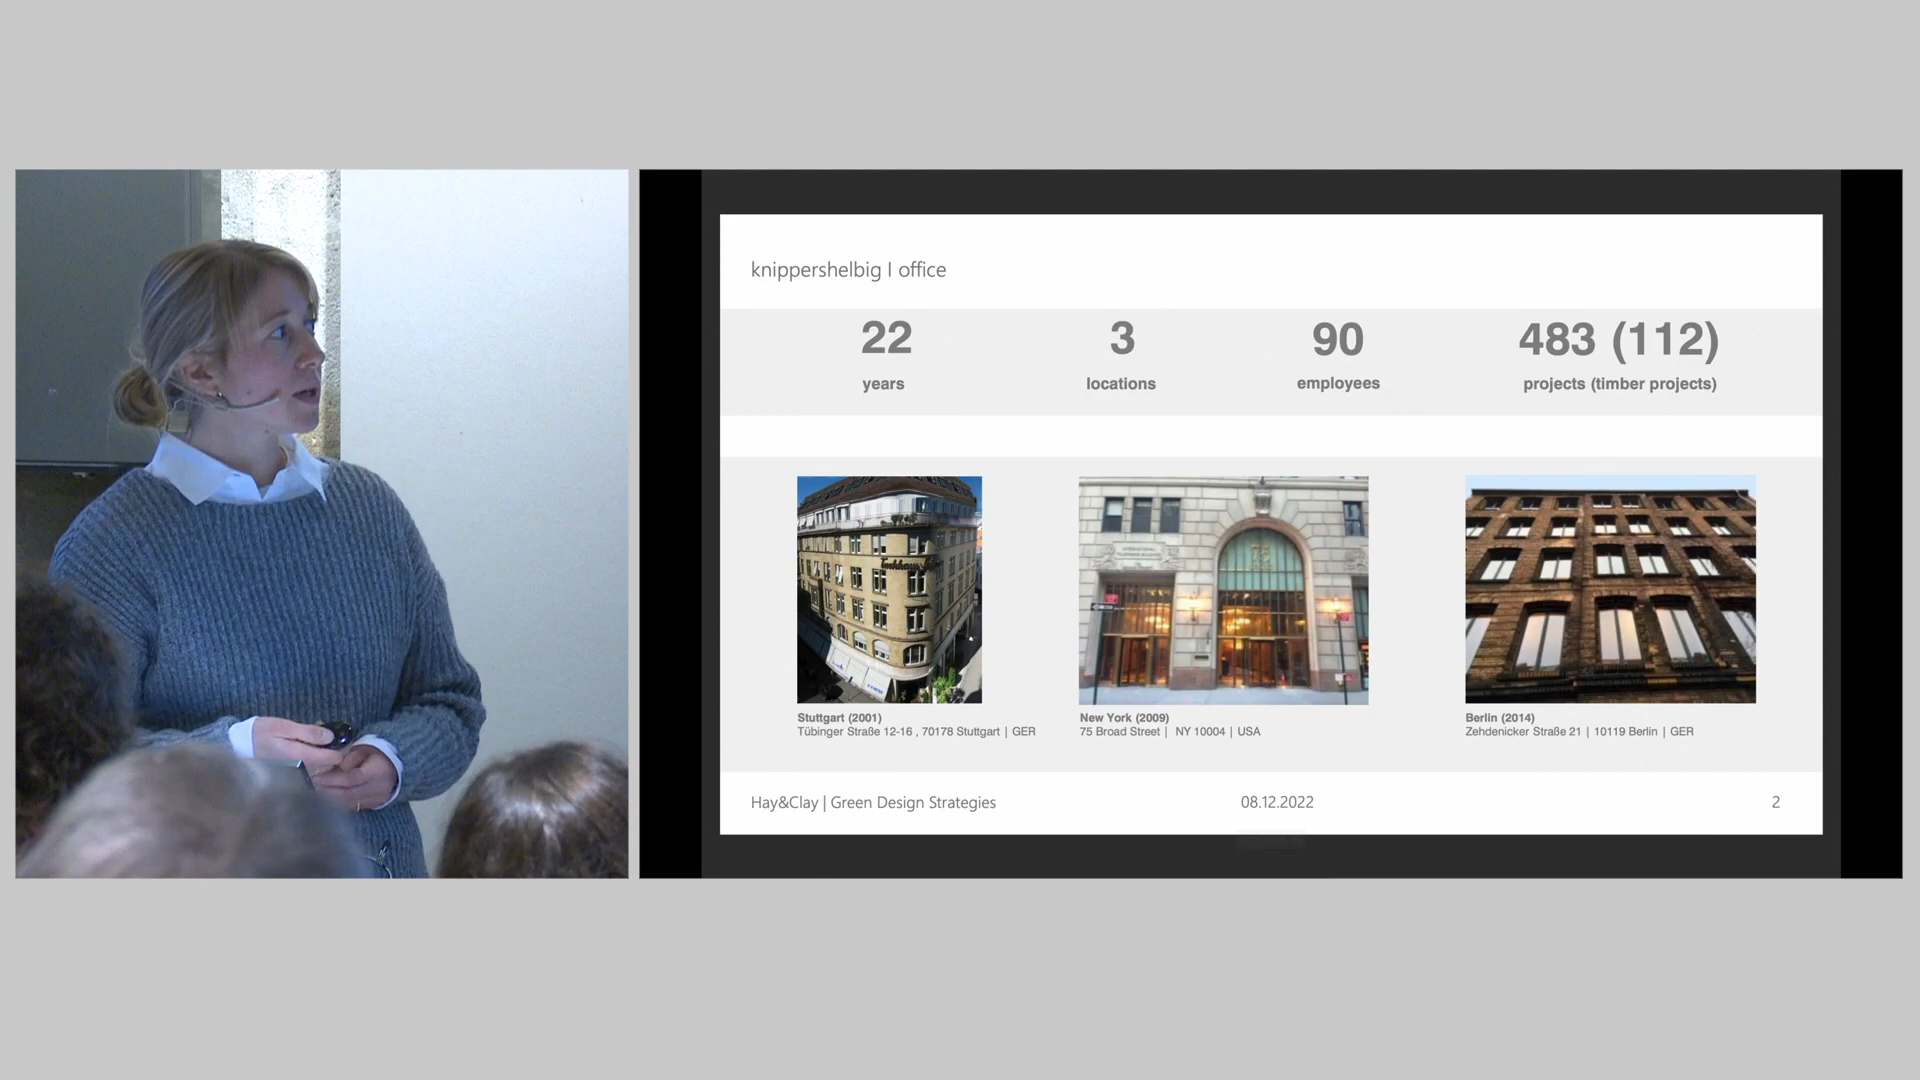 knippershelbig I office
22
years
3
locations
90
employees
483 (112)
projects (timber projects)
Stuttgart (2001)
Tübinger Straße 12-16 , 70178 Stuttgart | GER
New York (2009)
75 Broad Street | NY 10004 | USA
Berlin (2014)
Zehdenicker Straße 21 | 10119 Berlin | GER
Hay&Clay | Green Design Strategies
08.12.2022
2